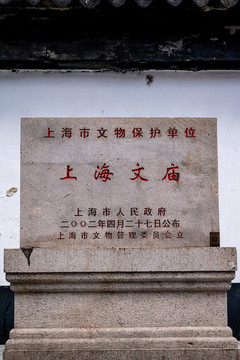 上海市文物保护单位
上海文庙
上海市人民政府
二〇〇二年四月二十七日公布
上海市文物管理委员会立